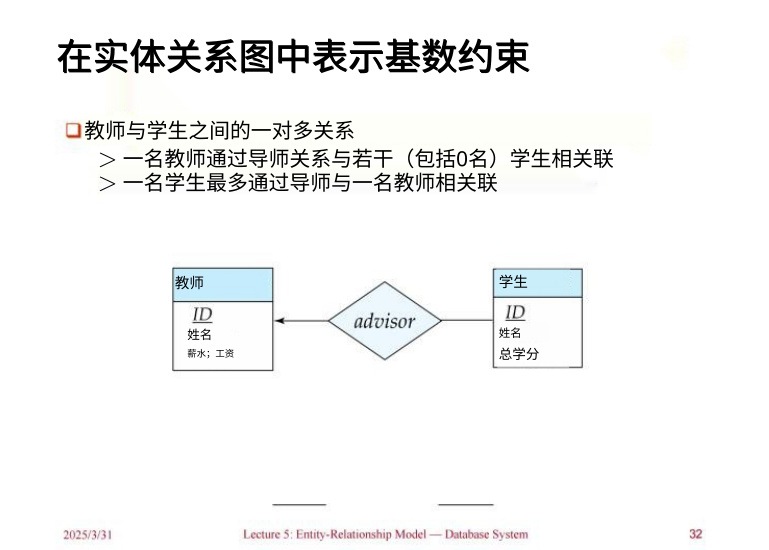 在实体关系图中表示基数约束
教师与学生之间的一对多关系
> 一名教师通过导师关系与若干（包括0名）学生相关联
> 一名学生最多通过导师与一名教师相关联
教师
ID
姓名
薪水；工资
advisor
学生
ID
姓名
总学分
2025/3/31
Lecture 5: Entity-Relationship Model — Database System
32